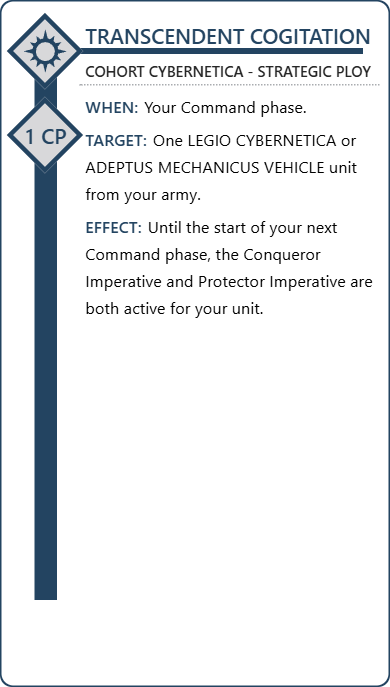 TRANSCENDENT COGITATION
COHORT CYBERNETICA - STRATEGIC PLOY
WHEN: Your Command phase.
1 CP
TARGET: One LEGIO CYBERNETICA or
ADEPTUS MECHANICUS VEHICLE unit
from your army.
EFFECT: Until the start of your next
Command phase, the Conqueror
Imperative and Protector Imperative are
both active for your unit.